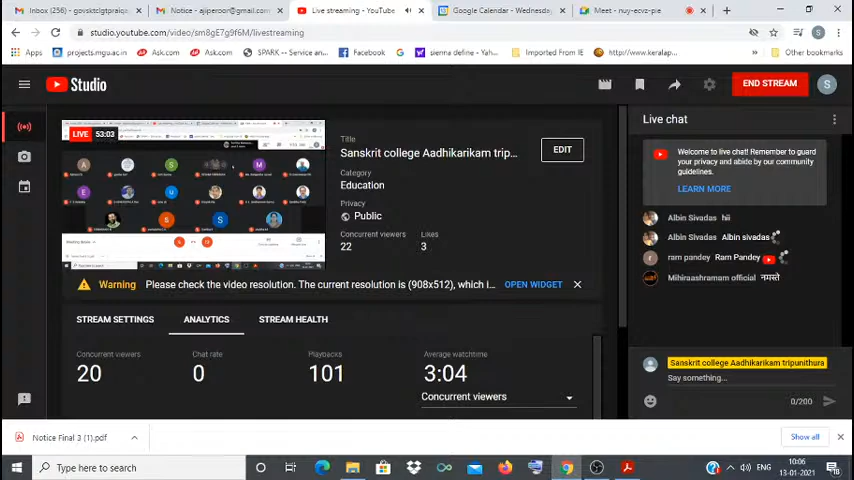 Inbox (256) - govsktclgtpraiqa
Notice - ajiperoor@gmail.com
Live streaming - YouTube
Google Calendar - Wednesda
Meet - nuy-ecvz-pie
studio.youtube.com/video/sm8gE7g9f6M/livestreaming
Apps
projects.mgu.ac.in
Ask.com
Ask.com
SPARK -- Service an...
Facebook
G
sienna define - Yah...
Imported From IE
http://www.keralap...
Other bookmarks
Studio
END STREAM
S
LIVE 53:03
Title
Sanskrit college Aadhikarikam trip...
EDIT
Category
Education
Privacy
Public
Concurrent viewers
22
Likes
3
Warning Please check the video resolution. The current resolution is (908x512), which i...
OPEN WIDGET
STREAM SETTINGS
ANALYTICS
STREAM HEALTH
Concurrent viewers
20
Chat rate
0
Playbacks
101
Average watchtime
3:04
Concurrent viewers
Live chat
Welcome to live chat! Remember to guard
your privacy and abide by our community
guidelines.
LEARN MORE
Albin Sivadas hii
Albin Sivadas Albin sivadas
ram pandey Ram Pandey
Mihiraashramam official नमस्ते
Sanskrit college Aadhikarikam tripunithura
Say something...
0/200
Notice Final 3 (1).pdf
Show all
Type here to search
ENG
10:06
13-01-2021